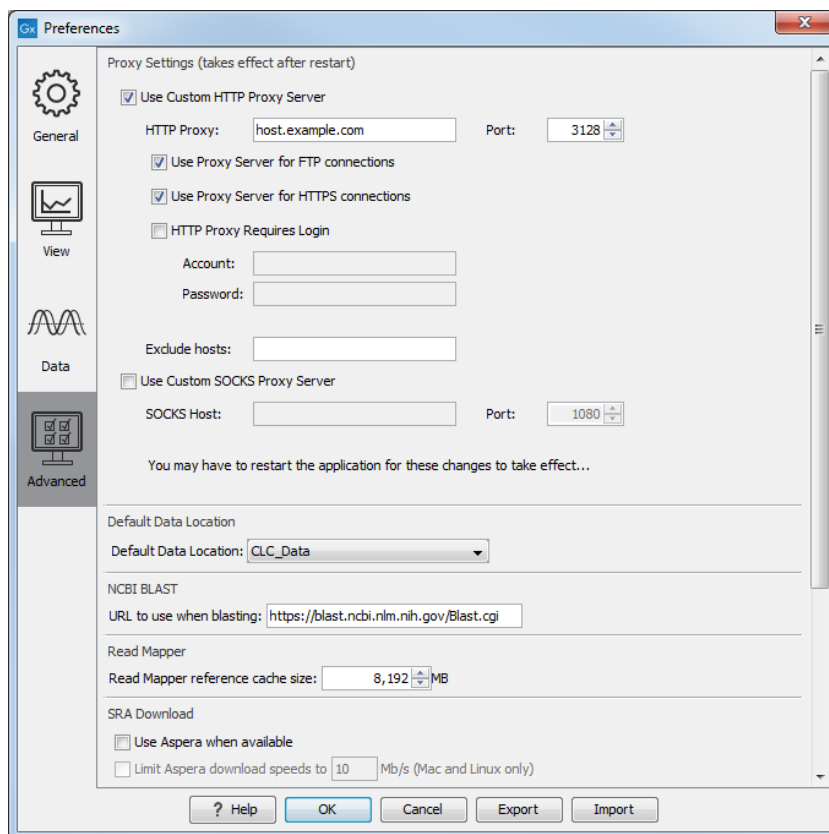 Gx Preferences
X
General
View
Data
Advanced
Proxy Settings (takes effect after restart)
Use Custom HTTP Proxy Server
HTTP Proxy: host.example.com Port: 3128
Use Proxy Server for FTP connections
Use Proxy Server for HTTPS connections
HTTP Proxy Requires Login
Account:
Password:
Exclude hosts:
Use Custom SOCKS Proxy Server
SOCKS Host: Port: 1080
You may have to restart the application for these changes to take effect...
Default Data Location
Default Data Location: CLC_Data
NCBI BLAST
URL to use when blasting: https://blast.ncbi.nlm.nih.gov/Blast.cgi
Read Mapper
Read Mapper reference cache size: 8,192 MB
SRA Download
Use Aspera when available
Limit Aspera download speeds to 10 Mb/s (Mac and Linux only)
? Help OK Cancel Export Import